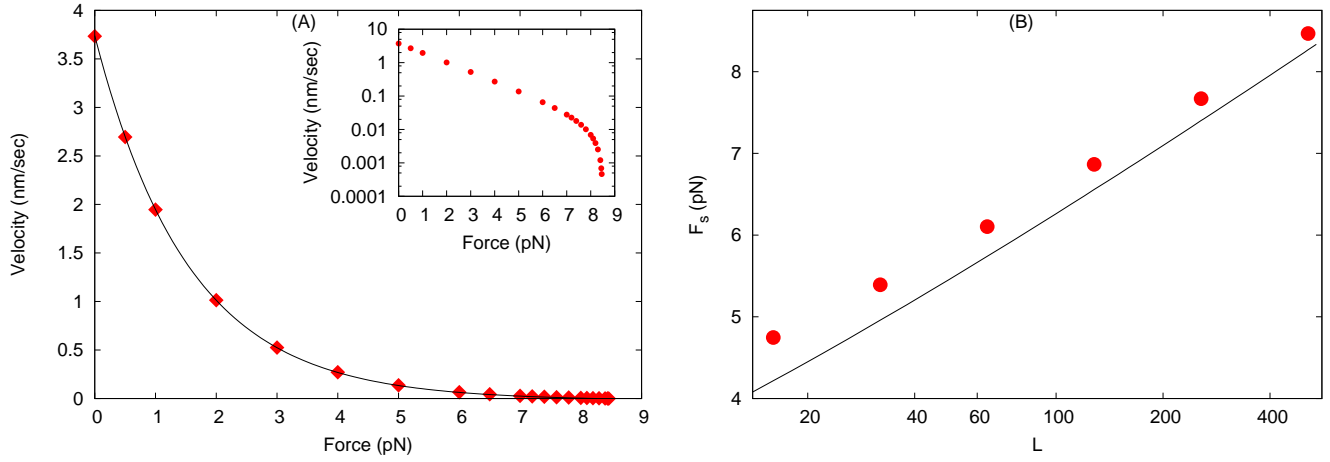 (A)
Velocity (nm/sec)
4
3.5
3
2.5
2
1.5
1
0.5
0
0 1 2 3 4 5 6 7 8 9
Force (pN)
Velocity (nm/sec)
10
1
0.1
0.01
0.001
0.0001
0 1 2 3 4 5 6 7 8 9
Force (pN)
(B)
F_s (pN)
8
7
6
5
4
20 40 60 100 200 400
L